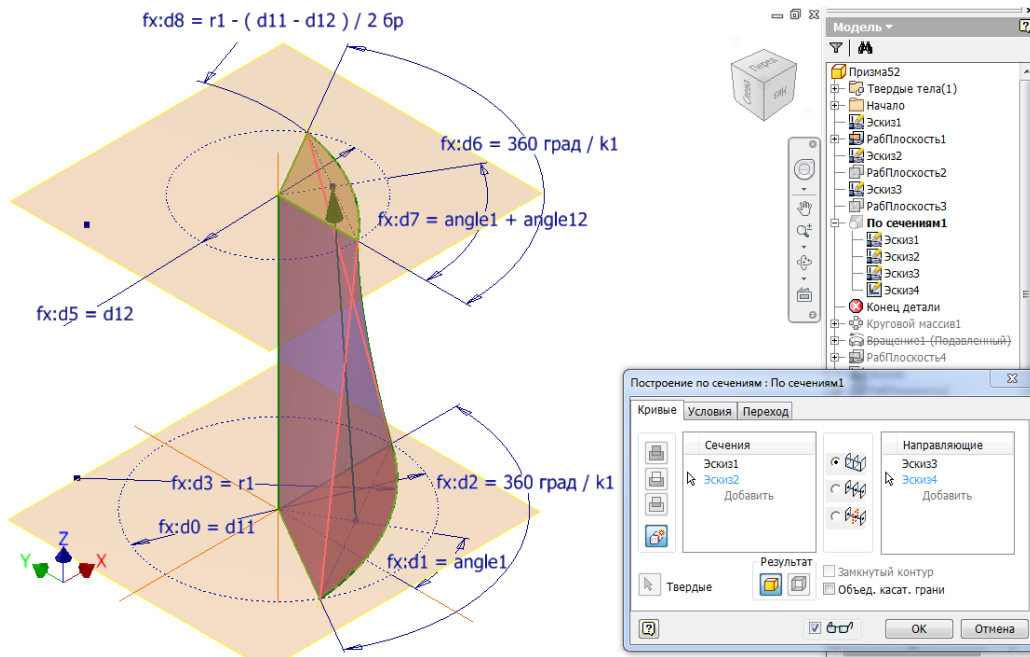 fx:d8 = r1 - ( d11 - d12 ) / 2 бр
fx:d6 = 360 град / k1
fx:d7 = angle1 + angle12
fx:d5 = d12
fx:d3 = r1
fx:d2 = 360 град / k1
fx:d0 = d11
fx:d1 = angle1
Z
Y
X
Перед
Слева
Модель
Призма52
Твердые тела(1)
Начало
Эскиз1
РабПлоскость1
Эскиз2
РабПлоскость2
Эскиз3
РабПлоскость3
По сечениям1
Эскиз1
Эскиз2
Эскиз3
Эскиз4
Конец детали
Круговой массив1
Вращение1 (Подавленный)
РабПлоскость4
Построение по сечениям : По сечениям1
Кривые Условия Переход
Сечения
Эскиз1
Эскиз2
Добавить
Направляющие
Эскиз3
Эскиз4
Добавить
Твердые
Результат
Замкнутый контур
Объед. касат. грани
ОК
Отмена